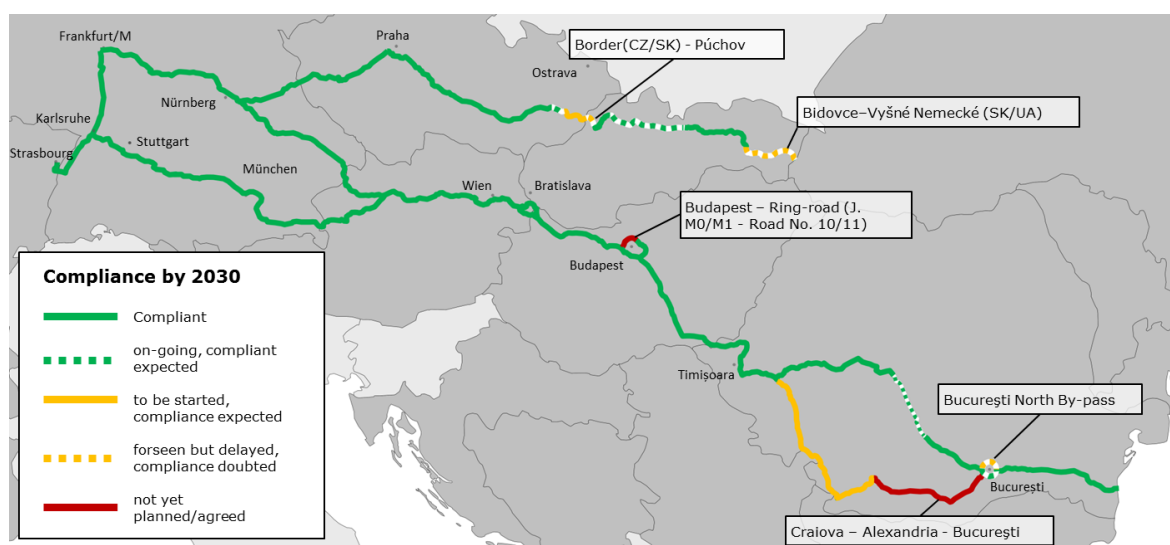 Frankfurt/M
Praha
Border(CZ/SK) - Púchov
Ostrava
Nürnberg
Bidovce–Vyšné Nemecké (SK/UA)
Karlsruhe
Stuttgart
Strasbourg
München
Wien
Bratislava
Budapest – Ring-road (J.
M0/M1 - Road No. 10/11)
Budapest
Compliance by 2030
Compliant
on-going, compliant
expected
to be started,
compliance expected
forseen but delayed,
compliance doubted
not yet
planned/agreed
Timișoara
Bucureşti North By-pass
București
Craiova – Alexandria - Bucureşti